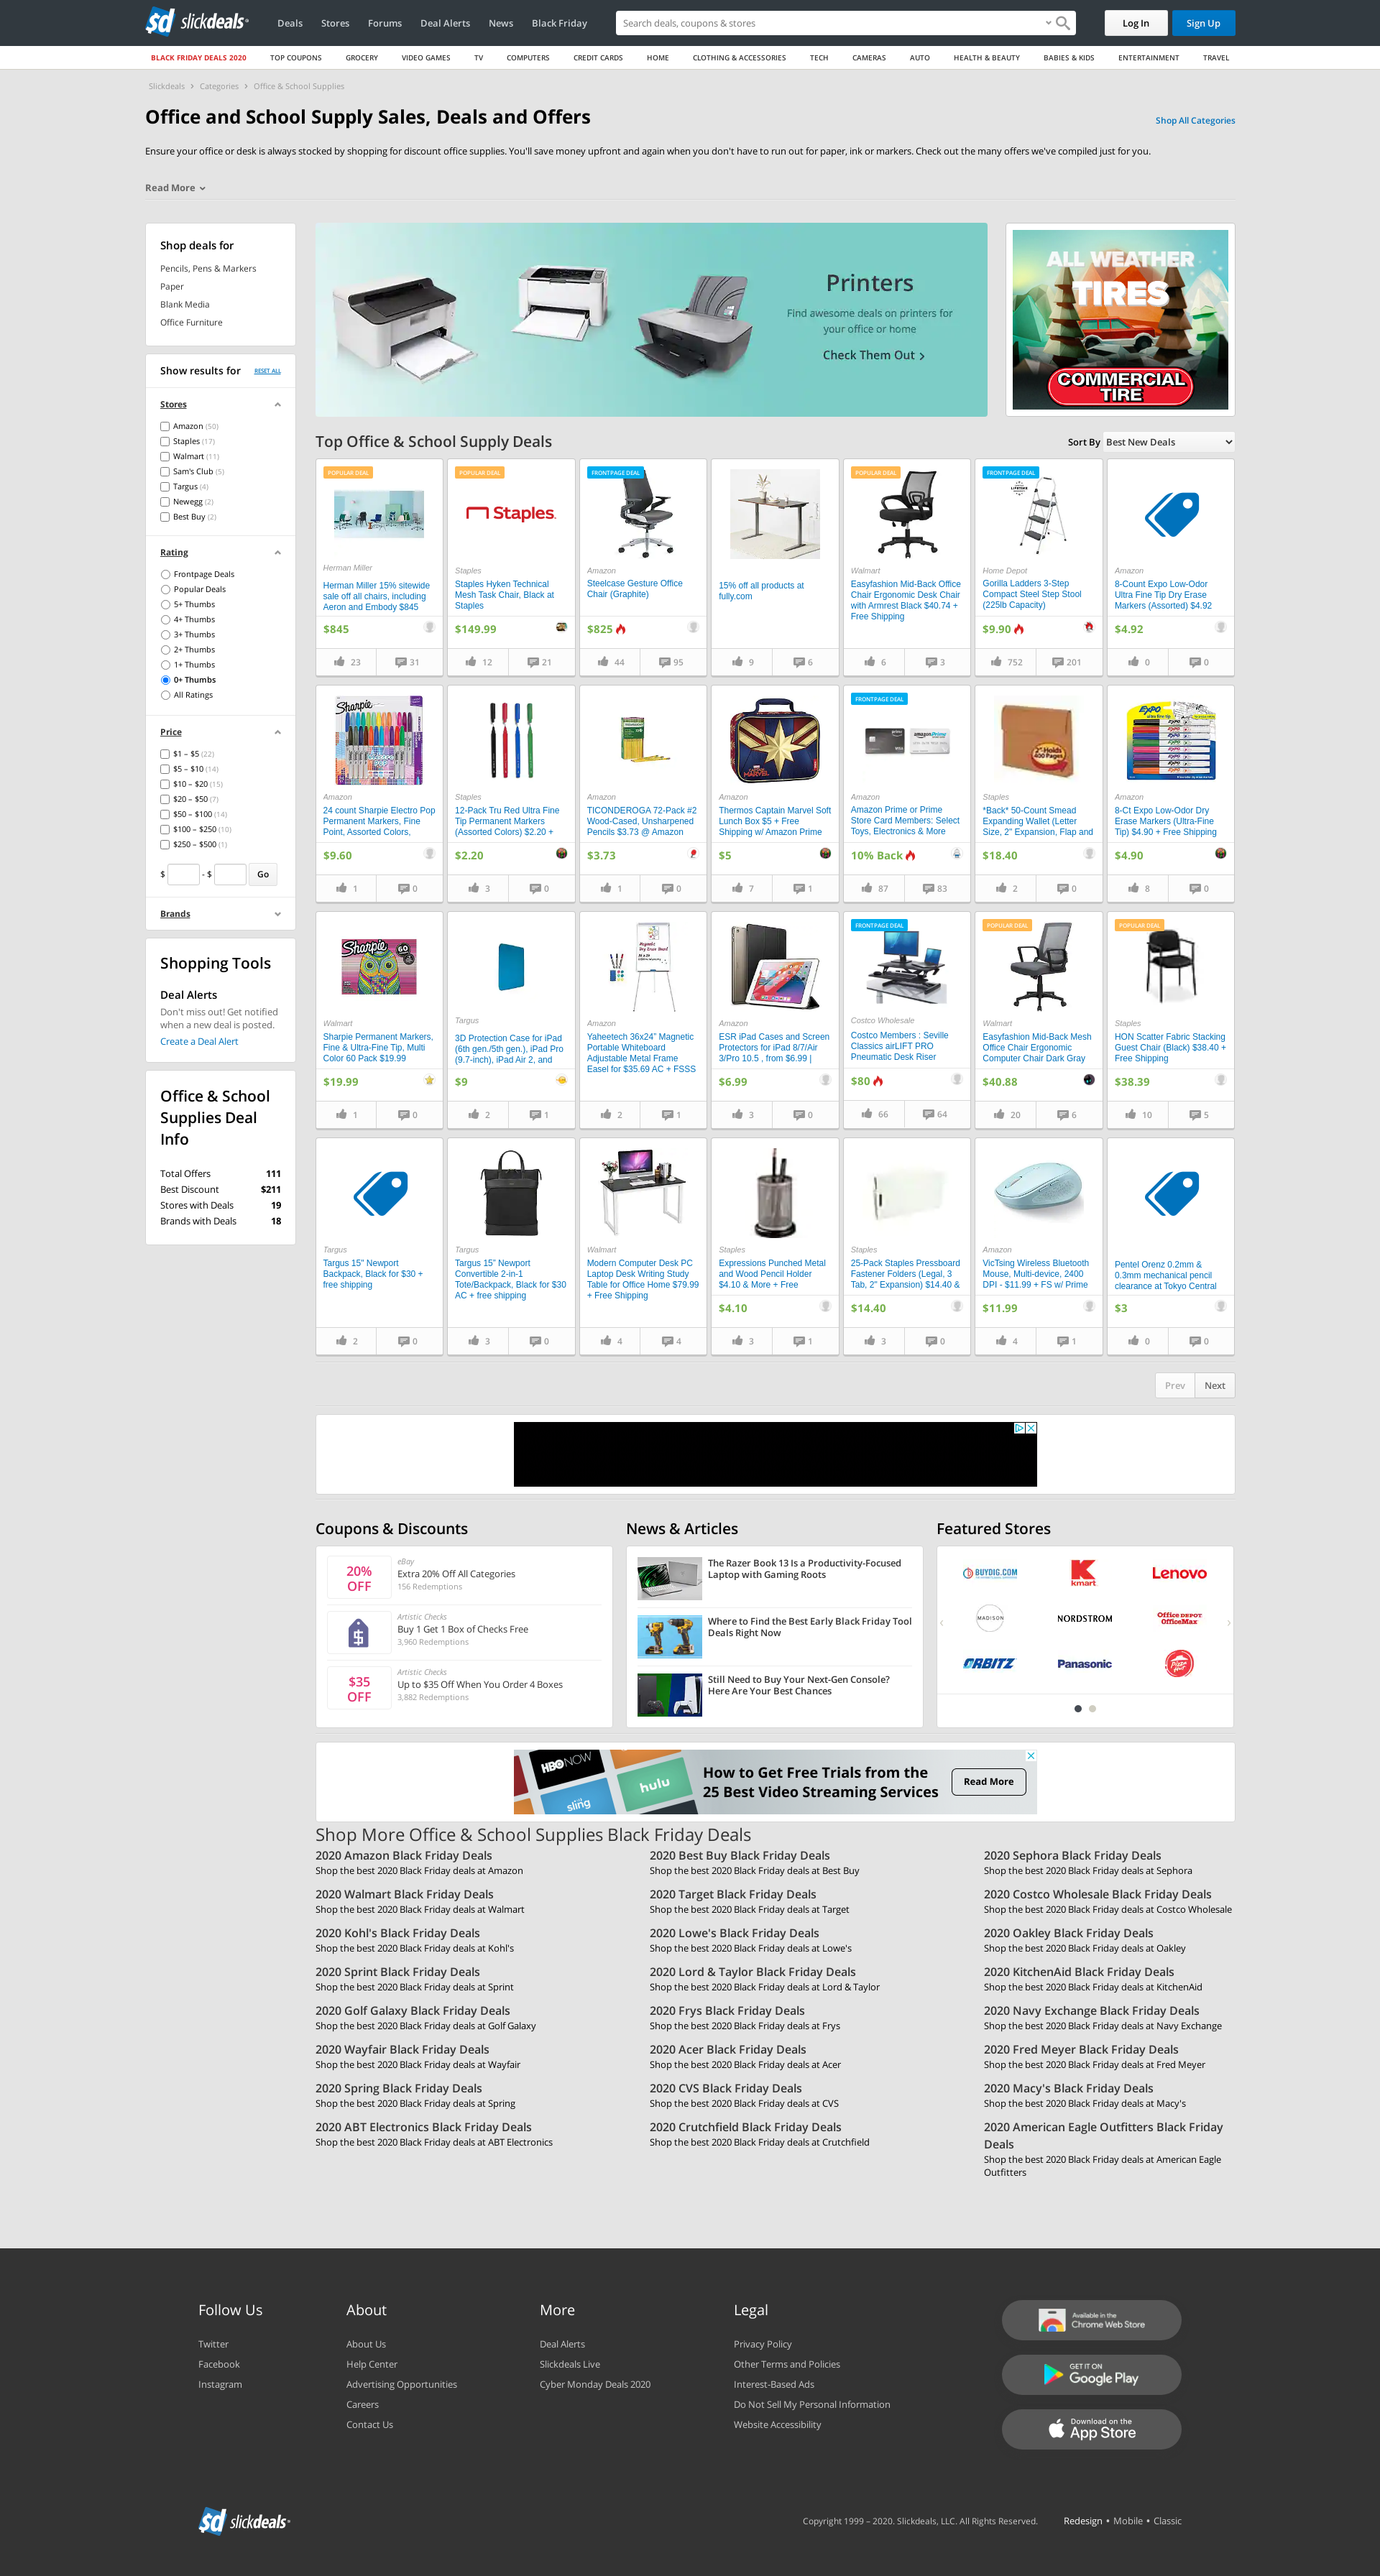 slickdeals
Deals
Stores
Forums
Deal Alerts
News
Black Friday
Search deals, coupons & stores
Log In
Sign Up
BLACK FRIDAY DEALS 2020
TOP COUPONS
GROCERY
VIDEO GAMES
TV
COMPUTERS
CREDIT CARDS
HOME
CLOTHING & ACCESSORIES
TECH
CAMERAS
AUTO
HEALTH & BEAUTY
BABIES & KIDS
ENTERTAINMENT
TRAVEL
Slickdeals › Categories › Office & School Supplies
Office and School Supply Sales, Deals and Offers
Shop All Categories
Ensure your office or desk is always stocked by shopping for discount office supplies. You'll save money upfront and again when you don't have to run out for paper, ink or markers. Check out the many offers we've compiled just for you.
Read More
Shop deals for
Pencils, Pens & Markers
Paper
Blank Media
Office Furniture
Show results for
RESET ALL
Stores
Amazon (50)
Staples (17)
Walmart (11)
Sam's Club (5)
Targus (4)
Newegg (2)
Best Buy (2)
Rating
Frontpage Deals
Popular Deals
5+ Thumbs
4+ Thumbs
3+ Thumbs
2+ Thumbs
1+ Thumbs
0+ Thumbs
All Ratings
Price
$1 – $5 (22)
$5 – $10 (14)
$10 – $20 (15)
$20 – $50 (7)
$50 – $100 (14)
$100 – $250 (10)
$250 – $500 (1)
$ - $ Go
Brands
Shopping Tools
Deal Alerts
Don't miss out! Get notified
when a new deal is posted.
Create a Deal Alert
Office & School
Supplies Deal
Info
Total Offers 111
Best Discount $211
Stores with Deals 19
Brands with Deals 18
Printers
Find awesome deals on printers for
your office or home
Check Them Out
ALL WEATHER
TIRES
COMMERCIAL
TIRE
Top Office & School Supply Deals
Sort By Best New Deals
POPULAR DEAL
Herman Miller
Herman Miller 15% sitewide
sale off all chairs, including
Aeron and Embody $845
$845
23 31
POPULAR DEAL
Staples
Staples
Staples Hyken Technical
Mesh Task Chair, Black at
Staples
$149.99
12 21
FRONTPAGE DEAL
Amazon
Steelcase Gesture Office
Chair (Graphite)
$825
44 95
15% off all products at
fully.com
9 6
POPULAR DEAL
Walmart
Easyfashion Mid-Back Office
Chair Ergonomic Desk Chair
with Armrest Black $40.74 +
Free Shipping
6 3
FRONTPAGE DEAL
Home Depot
Gorilla Ladders 3-Step
Compact Steel Step Stool
(225lb Capacity)
$9.90
752 201
Amazon
8-Count Expo Low-Odor
Ultra Fine Tip Dry Erase
Markers (Assorted) $4.92
$4.92
0 0
Sharpie
Amazon
24 count Sharpie Electro Pop
Permanent Markers, Fine
Point, Assorted Colors,
$9.60
1 0
Staples
12-Pack Tru Red Ultra Fine
Tip Permanent Markers
(Assorted Colors) $2.20 +
$2.20
3 0
Amazon
TICONDEROGA 72-Pack #2
Wood-Cased, Unsharpened
Pencils $3.73 @ Amazon
$3.73
1 0
Amazon
Thermos Captain Marvel Soft
Lunch Box $5 + Free
Shipping w/ Amazon Prime
$5
7 1
FRONTPAGE DEAL
amazonPrime
Amazon
Amazon Prime or Prime
Store Card Members: Select
Toys, Electronics & More
10% Back
87 83
2" Holds
400 Pages
Staples
*Back* 50-Count Smead
Expanding Wallet (Letter
Size, 2" Expansion, Flap and
$18.40
2 0
EXPO
Amazon
8-Ct Expo Low-Odor Dry
Erase Markers (Ultra-Fine
Tip) $4.90 + Free Shipping
$4.90
8 0
Sharpie 60
Walmart
Sharpie Permanent Markers,
Fine & Ultra-Fine Tip, Multi
Color 60 Pack $19.99
$19.99
1 0
Targus
3D Protection Case for iPad
(6th gen./5th gen.), iPad Pro
(9.7-inch), iPad Air 2, and
$9
2 1
Magnetic
Dry Erase Board
Amazon
Yaheetech 36x24” Magnetic
Portable Whiteboard
Adjustable Metal Frame
Easel for $35.69 AC + FSSS
2 1
Amazon
ESR iPad Cases and Screen
Protectors for iPad 8/7/Air
3/Pro 10.5 , from $6.99 |
$6.99
3 0
FRONTPAGE DEAL
Costco Wholesale
Costco Members : Seville
Classics airLIFT PRO
Pneumatic Desk Riser
$80
66 64
POPULAR DEAL
Walmart
Easyfashion Mid-Back Mesh
Office Chair Ergonomic
Computer Chair Dark Gray
$40.88
20 6
POPULAR DEAL
Staples
HON Scatter Fabric Stacking
Guest Chair (Black) $38.40 +
Free Shipping
$38.39
10 5
Targus
Targus 15" Newport
Backpack, Black for $30 +
free shipping
2 0
Targus
Targus 15" Newport
Convertible 2-in-1
Tote/Backpack, Black for $30
AC + free shipping
3 0
Walmart
Modern Computer Desk PC
Laptop Desk Writing Study
Table for Office Home $79.99
+ Free Shipping
4 4
Staples
Expressions Punched Metal
and Wood Pencil Holder
$4.10 & More + Free
$4.10
3 1
Staples
25-Pack Staples Pressboard
Fastener Folders (Legal, 3
Tab, 2" Expansion) $14.40 &
$14.40
3 0
Amazon
VicTsing Wireless Bluetooth
Mouse, Multi-device, 2400
DPI - $11.99 + FS w/ Prime
$11.99
4 1
Pentel Orenz 0.2mm &
0.3mm mechanical pencil
clearance at Tokyo Central
$3
0 0
Prev Next
Coupons & Discounts
20%
OFF
eBay
Extra 20% Off All Categories
156 Redemptions
Artistic Checks
Buy 1 Get 1 Box of Checks Free
3,960 Redemptions
$35
OFF
Artistic Checks
Up to $35 Off When You Order 4 Boxes
3,882 Redemptions
News & Articles
The Razer Book 13 Is a Productivity-Focused
Laptop with Gaming Roots
Where to Find the Best Early Black Friday Tool
Deals Right Now
Still Need to Buy Your Next-Gen Console?
Here Are Your Best Chances
Featured Stores
BUYDIG.COM
kmart
Lenovo
MADISON
NORDSTROM
Office DEPOT
OfficeMax
ORBITZ
Panasonic
Pizza Hut
HBO NOW
hulu
sling
How to Get Free Trials from the
25 Best Video Streaming Services
Read More
Shop More Office & School Supplies Black Friday Deals
2020 Amazon Black Friday Deals
Shop the best 2020 Black Friday deals at Amazon
2020 Best Buy Black Friday Deals
Shop the best 2020 Black Friday deals at Best Buy
2020 Sephora Black Friday Deals
Shop the best 2020 Black Friday deals at Sephora
2020 Walmart Black Friday Deals
Shop the best 2020 Black Friday deals at Walmart
2020 Target Black Friday Deals
Shop the best 2020 Black Friday deals at Target
2020 Costco Wholesale Black Friday Deals
Shop the best 2020 Black Friday deals at Costco Wholesale
2020 Kohl's Black Friday Deals
Shop the best 2020 Black Friday deals at Kohl's
2020 Lowe's Black Friday Deals
Shop the best 2020 Black Friday deals at Lowe's
2020 Oakley Black Friday Deals
Shop the best 2020 Black Friday deals at Oakley
2020 Sprint Black Friday Deals
Shop the best 2020 Black Friday deals at Sprint
2020 Lord & Taylor Black Friday Deals
Shop the best 2020 Black Friday deals at Lord & Taylor
2020 KitchenAid Black Friday Deals
Shop the best 2020 Black Friday deals at KitchenAid
2020 Golf Galaxy Black Friday Deals
Shop the best 2020 Black Friday deals at Golf Galaxy
2020 Frys Black Friday Deals
Shop the best 2020 Black Friday deals at Frys
2020 Navy Exchange Black Friday Deals
Shop the best 2020 Black Friday deals at Navy Exchange
2020 Wayfair Black Friday Deals
Shop the best 2020 Black Friday deals at Wayfair
2020 Acer Black Friday Deals
Shop the best 2020 Black Friday deals at Acer
2020 Fred Meyer Black Friday Deals
Shop the best 2020 Black Friday deals at Fred Meyer
2020 Spring Black Friday Deals
Shop the best 2020 Black Friday deals at Spring
2020 CVS Black Friday Deals
Shop the best 2020 Black Friday deals at CVS
2020 Macy's Black Friday Deals
Shop the best 2020 Black Friday deals at Macy's
2020 ABT Electronics Black Friday Deals
Shop the best 2020 Black Friday deals at ABT Electronics
2020 Crutchfield Black Friday Deals
Shop the best 2020 Black Friday deals at Crutchfield
2020 American Eagle Outfitters Black Friday
Deals
Shop the best 2020 Black Friday deals at American Eagle
Outfitters
Follow Us
Twitter
Facebook
Instagram
About
About Us
Help Center
Advertising Opportunities
Careers
Contact Us
More
Deal Alerts
Slickdeals Live
Cyber Monday Deals 2020
Legal
Privacy Policy
Other Terms and Policies
Interest-Based Ads
Do Not Sell My Personal Information
Website Accessibility
Available in the
Chrome Web Store
GET IT ON
Google Play
Download on the
App Store
slickdeals
Copyright 1999 – 2020. Slickdeals, LLC. All Rights Reserved.
Redesign • Mobile • Classic